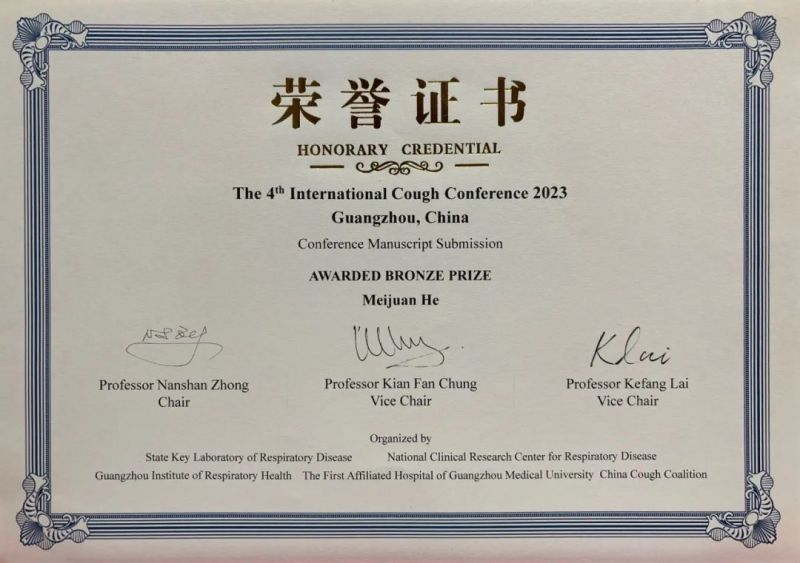 荣誉证书
HONORARY CREDENTIAL
The 4th International Cough Conference 2023
Guangzhou, China
Conference Manuscript Submission
AWARDED BRONZE PRIZE
Meijuan He
Professor Nanshan Zhong
Chair
Professor Kian Fan Chung
Vice Chair
Professor Kefang Lai
Vice Chair
Organized by
State Key Laboratory of Respiratory Disease National Clinical Research Center for Respiratory Disease
Guangzhou Institute of Respiratory Health The First Affiliated Hospital of Guangzhou Medical University China Cough Coalition